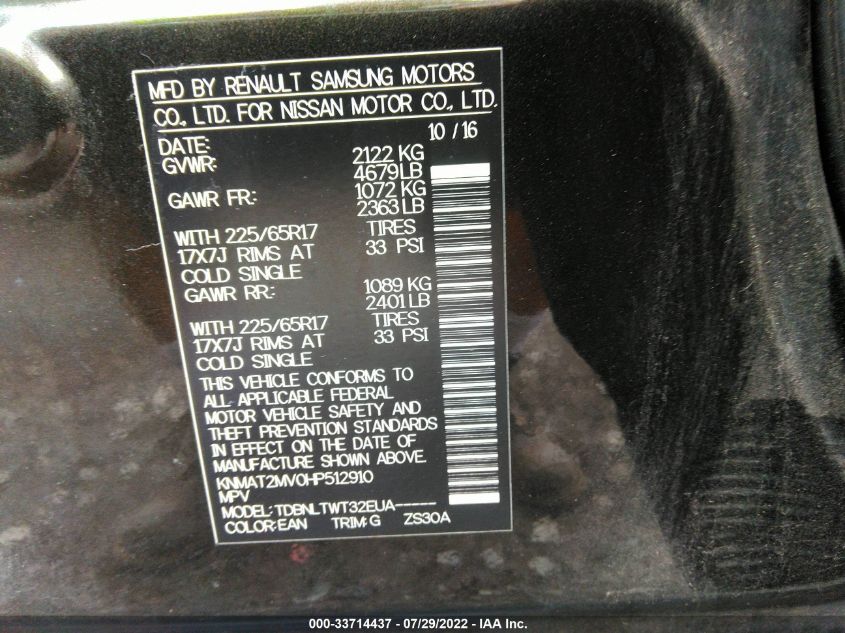 MFD BY RENAULT SAMSUNG MOTORS
CO., LTD. FOR NISSAN MOTOR CO., LTD.
DATE: 10 / 16
GVWR: 2122 KG
4679 LB
GAWR FR: 1072 KG
2363 LB
WITH 225/65R17 TIRES
17X7J RIMS AT 33 PSI
COLD SINGLE
GAWR RR: 1089 KG
2401 LB
WITH 225/65R17 TIRES
17X7J RIMS AT 33 PSI
COLD SINGLE
THIS VEHICLE CONFORMS TO
ALL APPLICABLE FEDERAL
MOTOR VEHICLE SAFETY AND
THEFT PREVENTION STANDARDS
IN EFFECT ON THE DATE OF
MANUFACTURE SHOWN ABOVE.
KNMAT2MV0HP512910
MPV
MODEL: TDBNLTWT32EUA-----
COLOR: EAN TRIM: G ZS30A
000-33714437 - 07/29/2022 - IAA Inc.